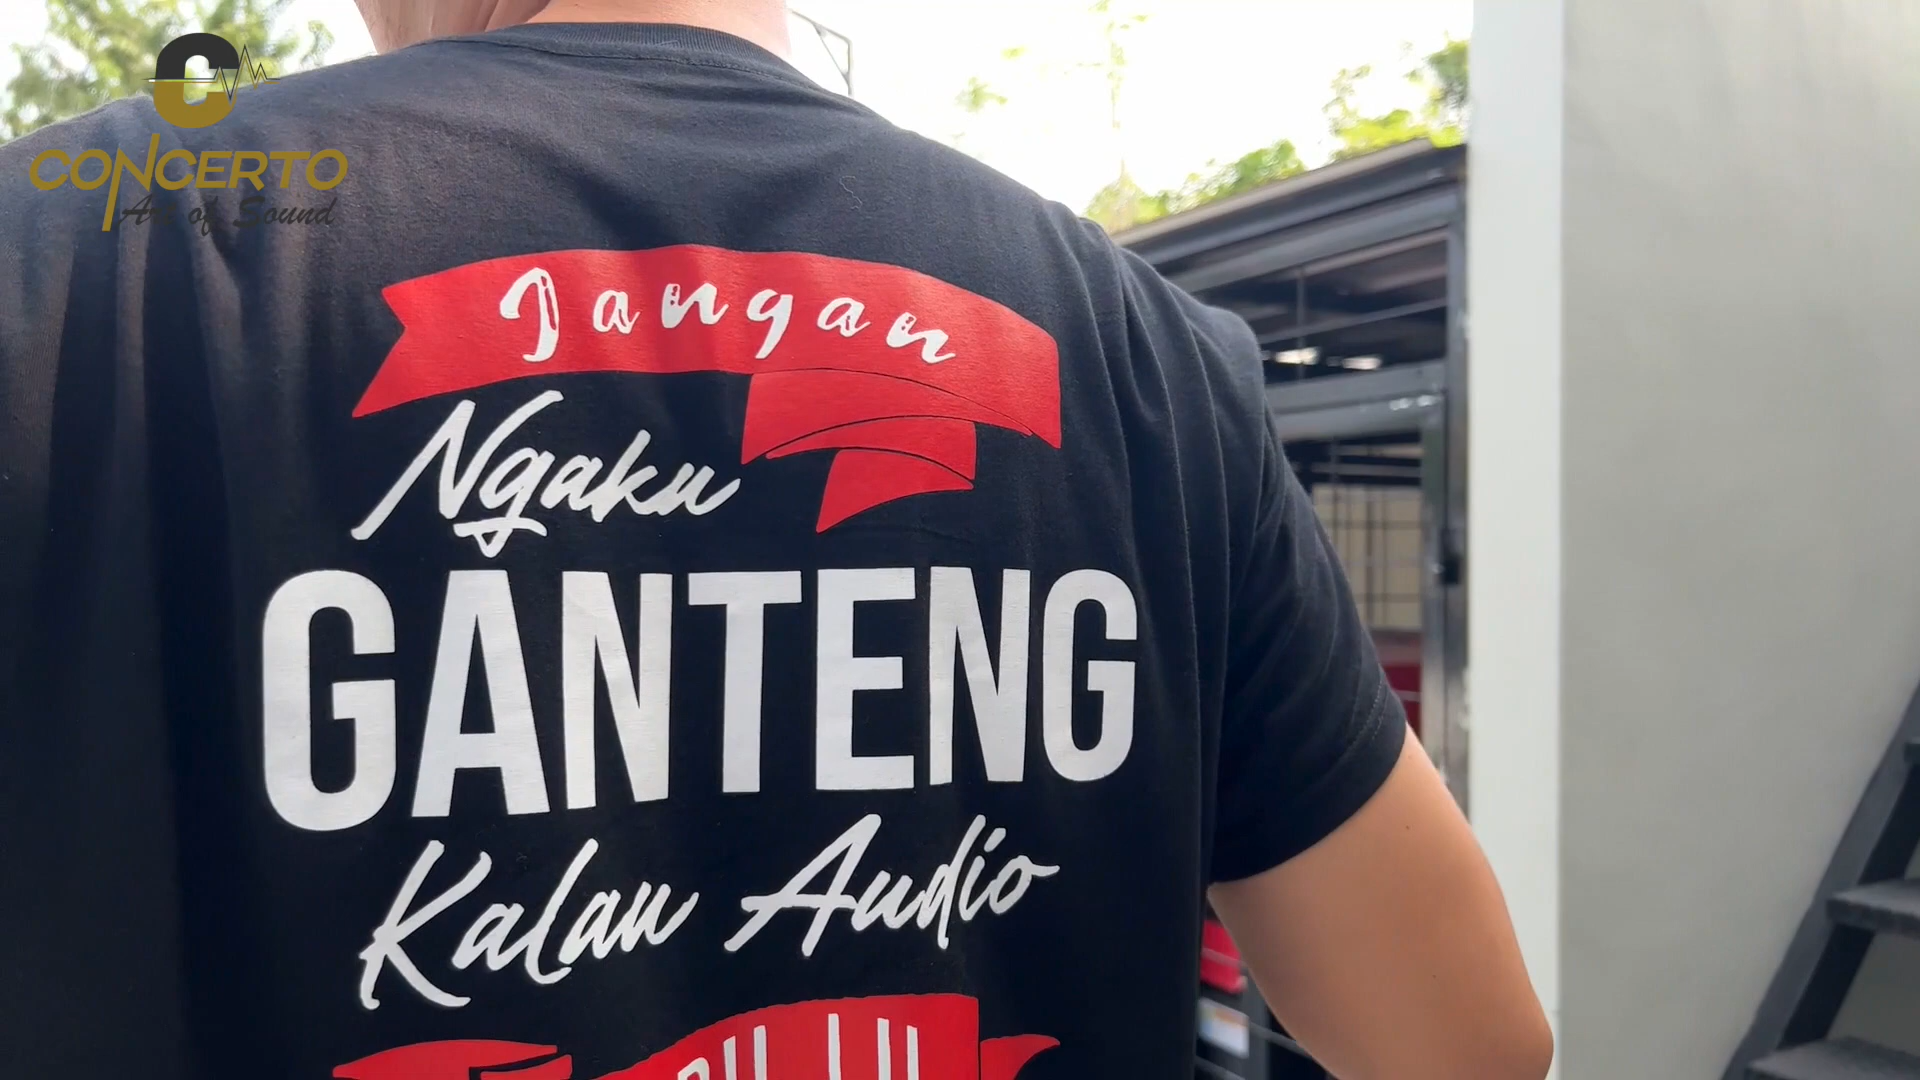 CONCERTO
Art of Sound
Jangan
Ngaku
GANTENG
Kalau Audio